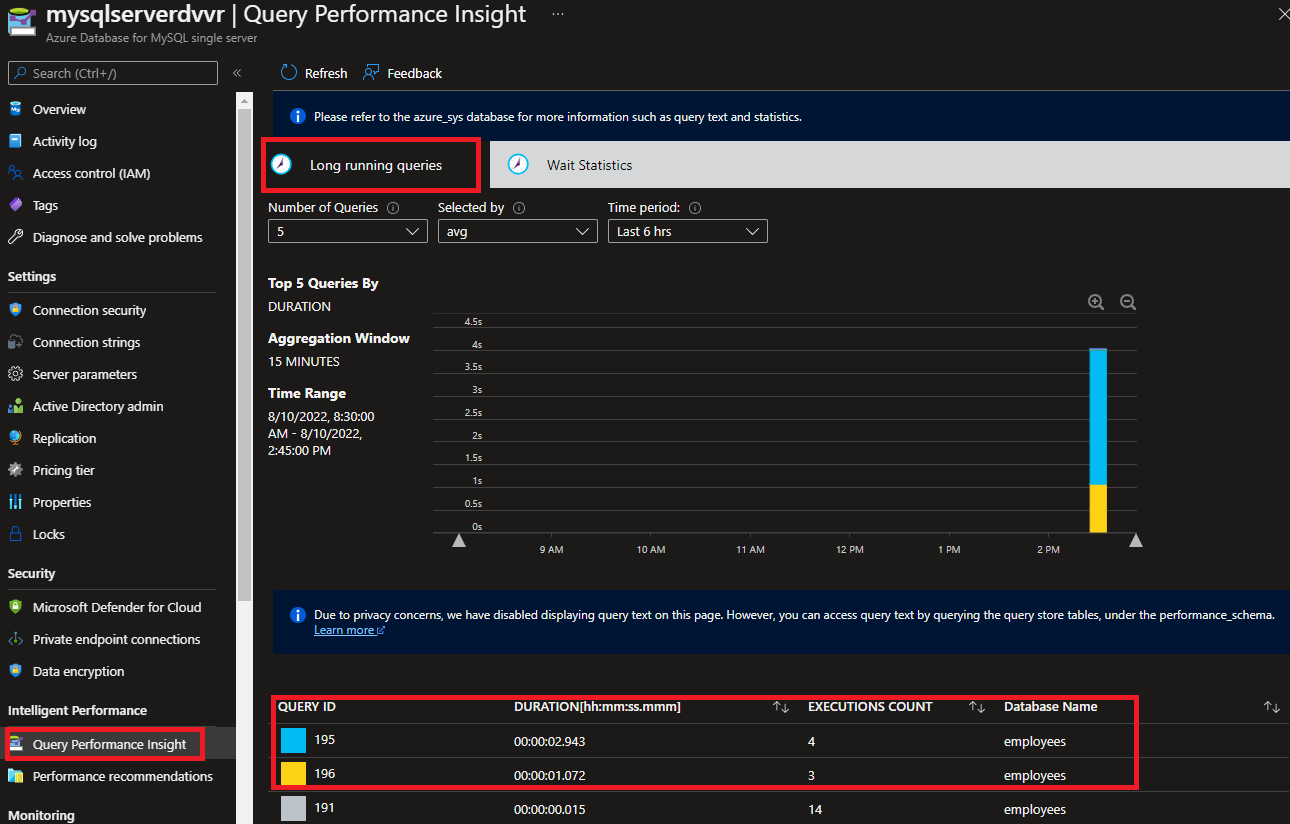 mysqlserverdvvr | Query Performance Insight ...
Azure Database for MySQL single server
Search (Ctrl+/)
«
Overview
Activity log
Access control (IAM)
Tags
Diagnose and solve problems
Settings
Connection security
Connection strings
Server parameters
Active Directory admin
Replication
Pricing tier
Properties
Locks
Security
Microsoft Defender for Cloud
Private endpoint connections
Data encryption
Intelligent Performance
Query Performance Insight
Performance recommendations
Monitoring
Refresh
Feedback
Please refer to the azure_sys database for more information such as query text and statistics.
Long running queries
Wait Statistics
Number of Queries
5
Selected by
avg
Time period:
Last 6 hrs
Top 5 Queries By
DURATION
Aggregation Window
15 MINUTES
Time Range
8/10/2022, 8:30:00
AM - 8/10/2022,
2:45:00 PM
4.5s
4s
3.5s
3s
2.5s
2s
1.5s
1s
0.5s
0s
9 AM
10 AM
11 AM
12 PM
1 PM
2 PM
Due to privacy concerns, we have disabled displaying query text on this page. However, you can access query text by querying the query store tables, under the performance_schema.
Learn more
QUERY ID DURATION[hh:mm:ss.mmm] EXECUTIONS COUNT Database Name
195 00:00:02.943 4 employees
196 00:00:01.072 3 employees
191 00:00:00.015 14 employees